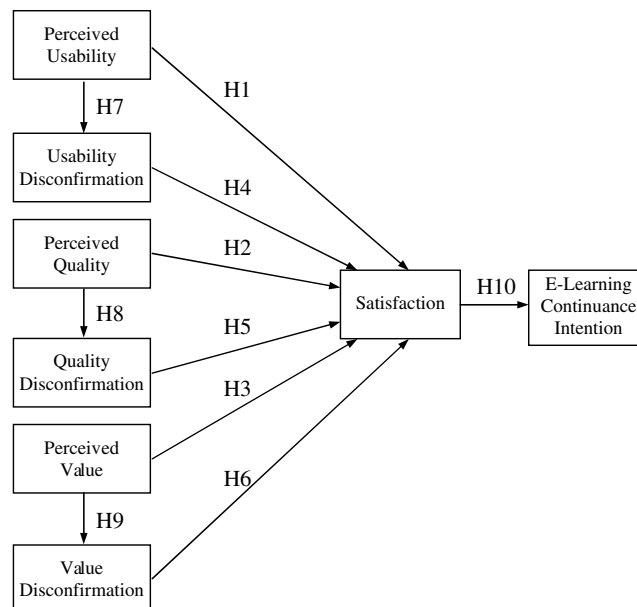 Perceived
Usability
H1
H7
Usability
Disconfirmation
H4
Perceived
Quality
H2
H8
Satisfaction
H10
E-Learning
Continuance
Intention
H5
Quality
Disconfirmation
H3
Perceived
Value
H6
H9
Value
Disconfirmation